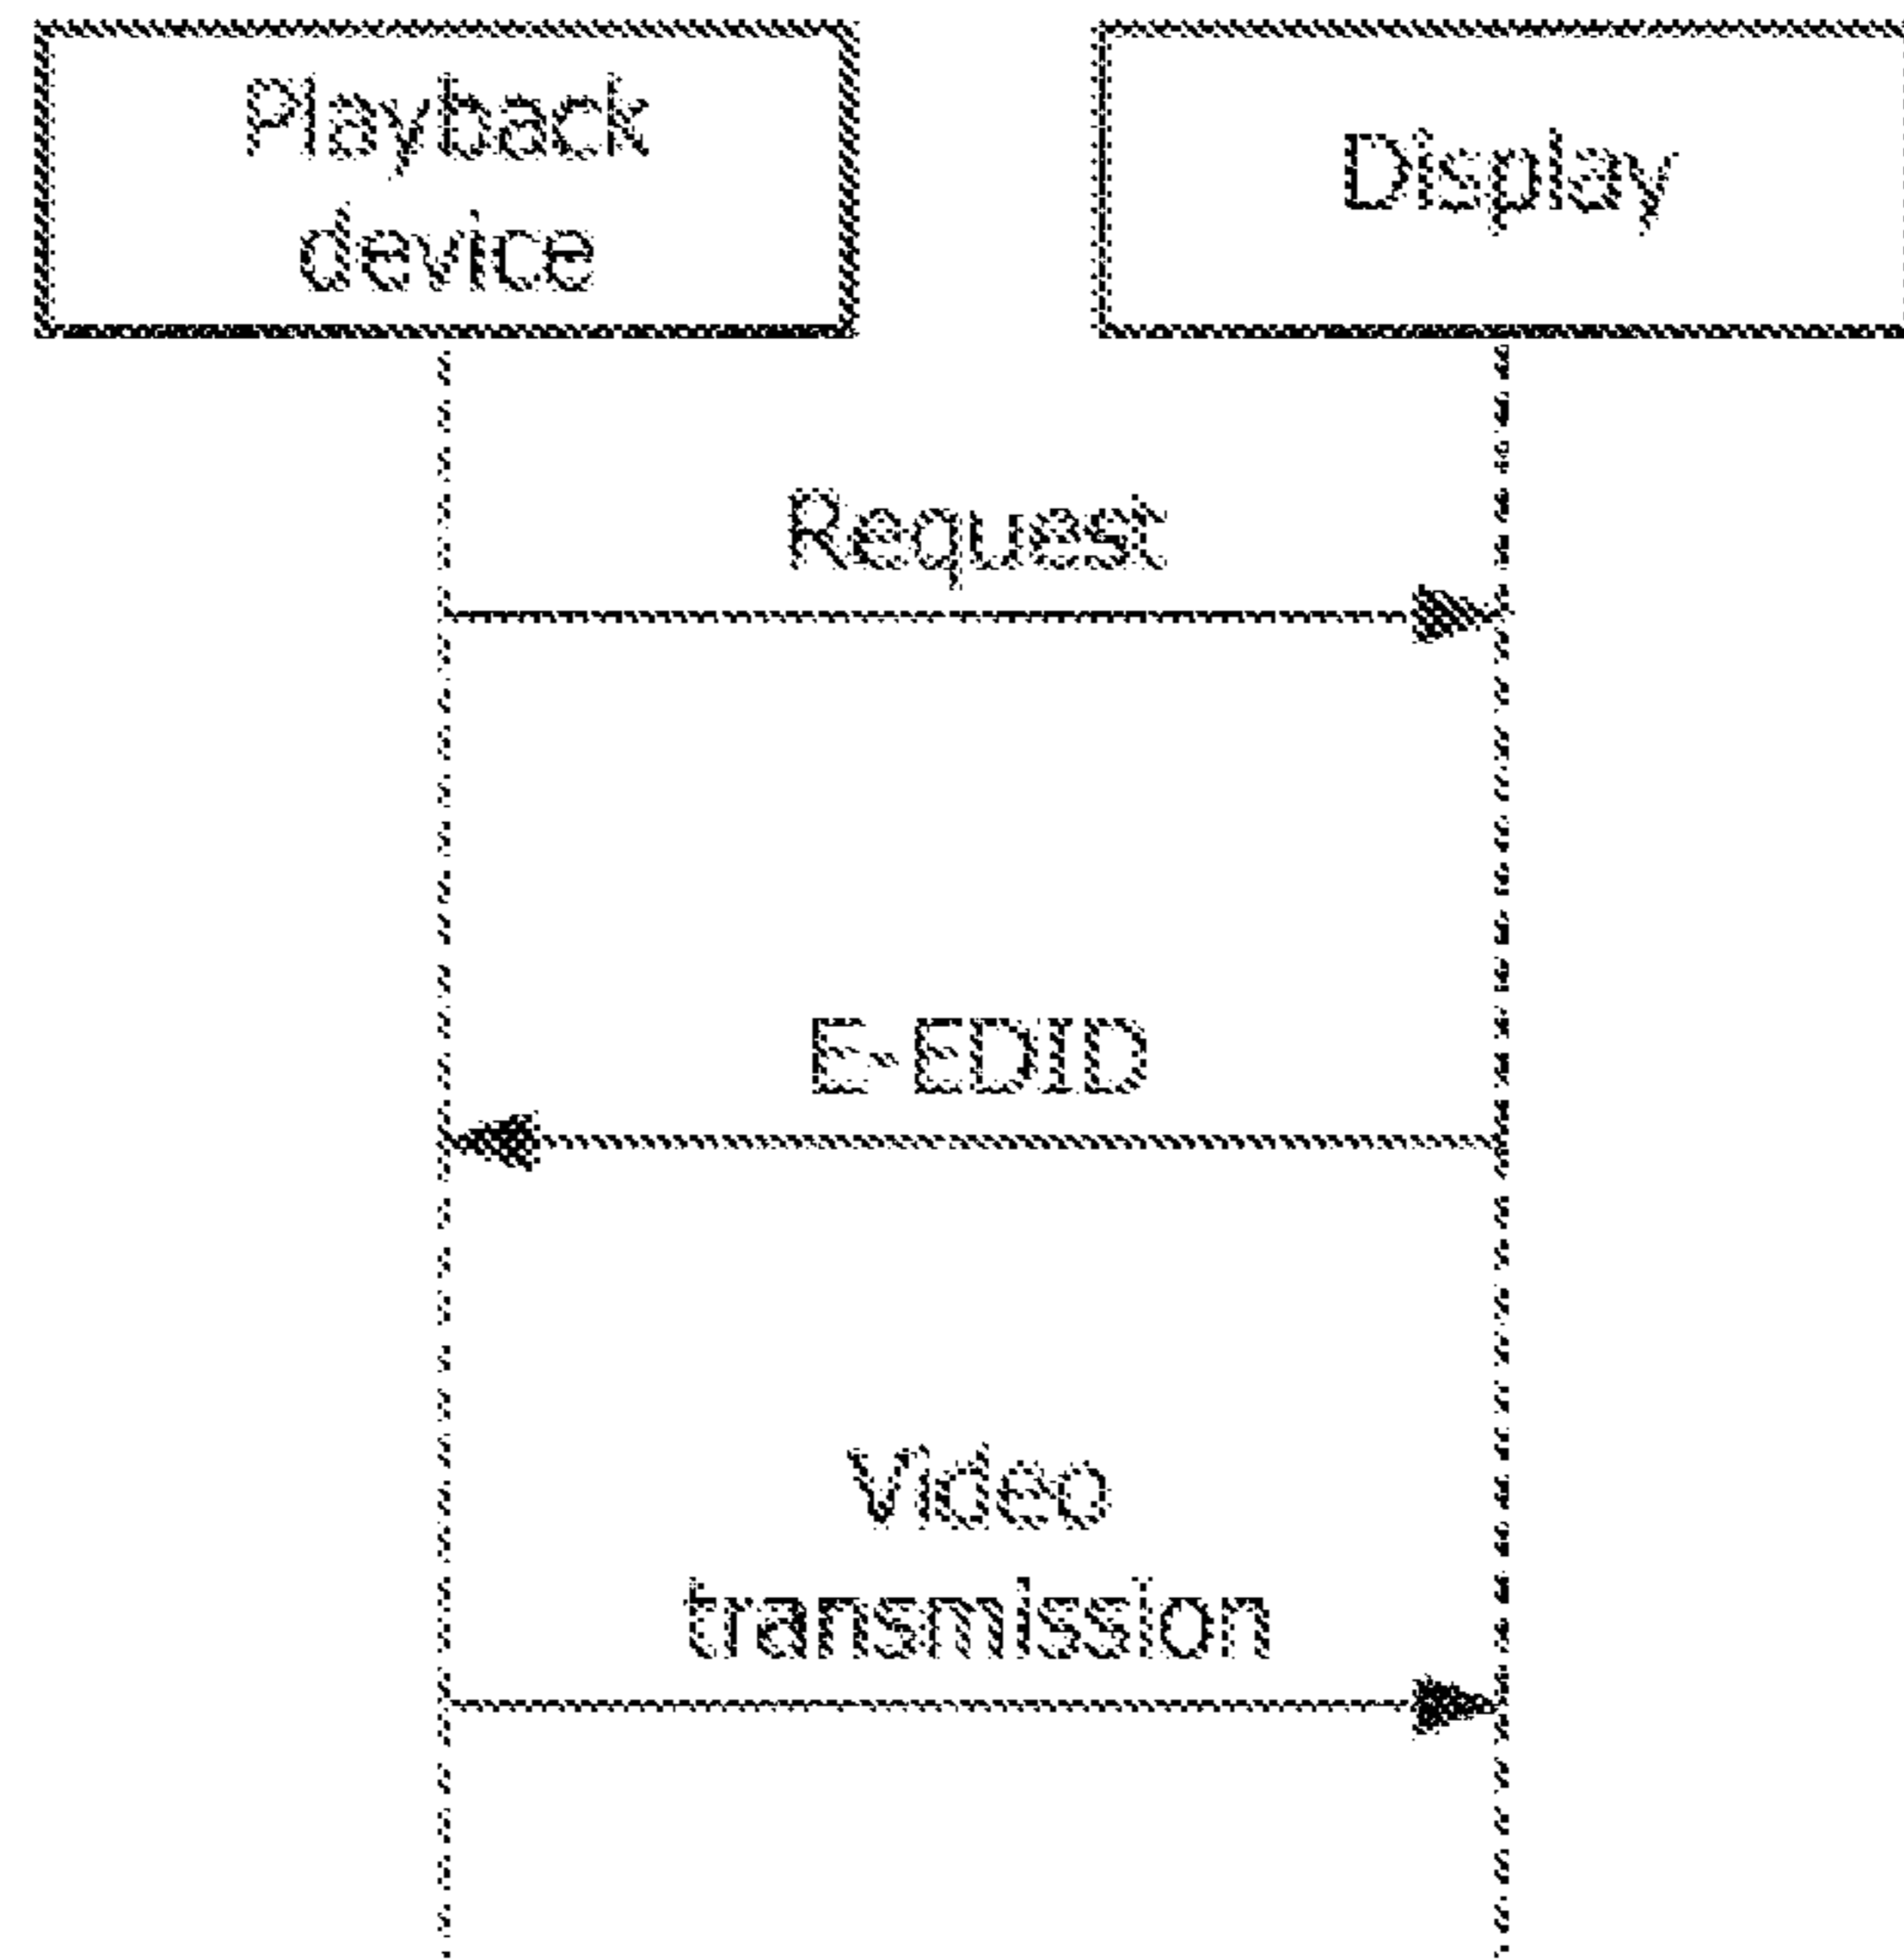 Playback
device
Display
Request
E-EDID
Video
transmission